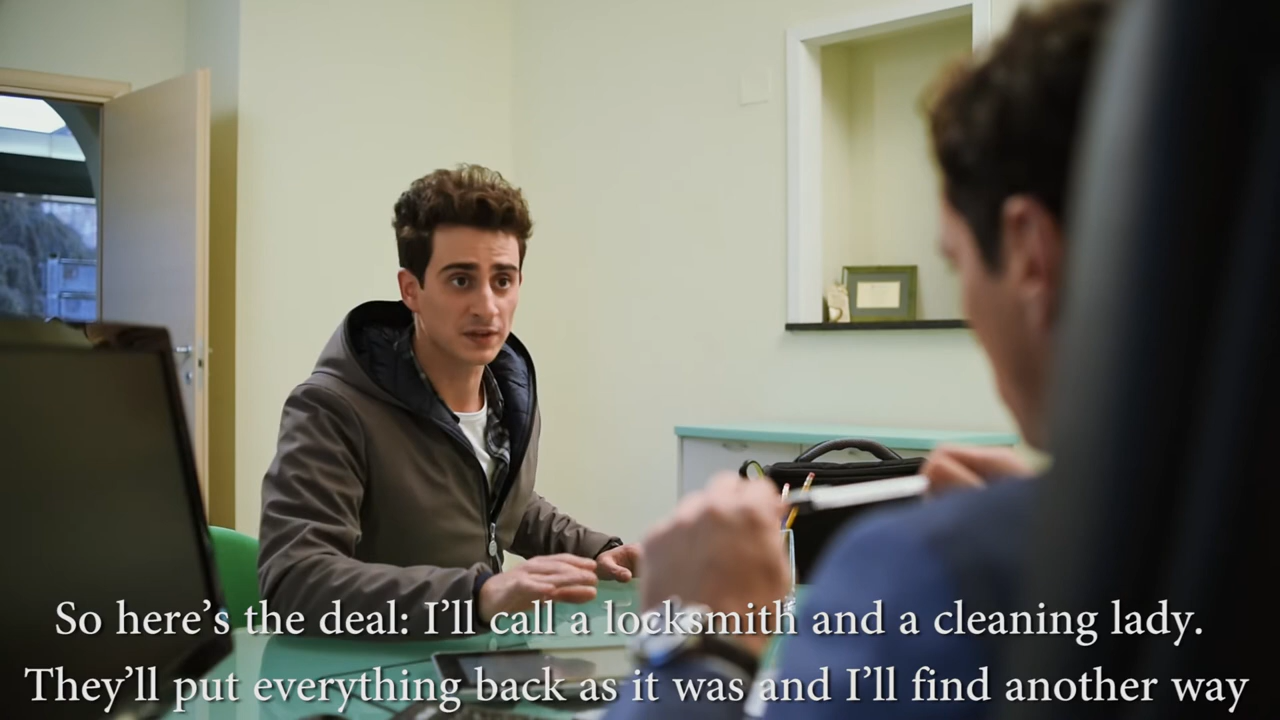 So here’s the deal: I’ll call a locksmith and a cleaning lady.
They’ll put everything back as it was and I’ll find another way